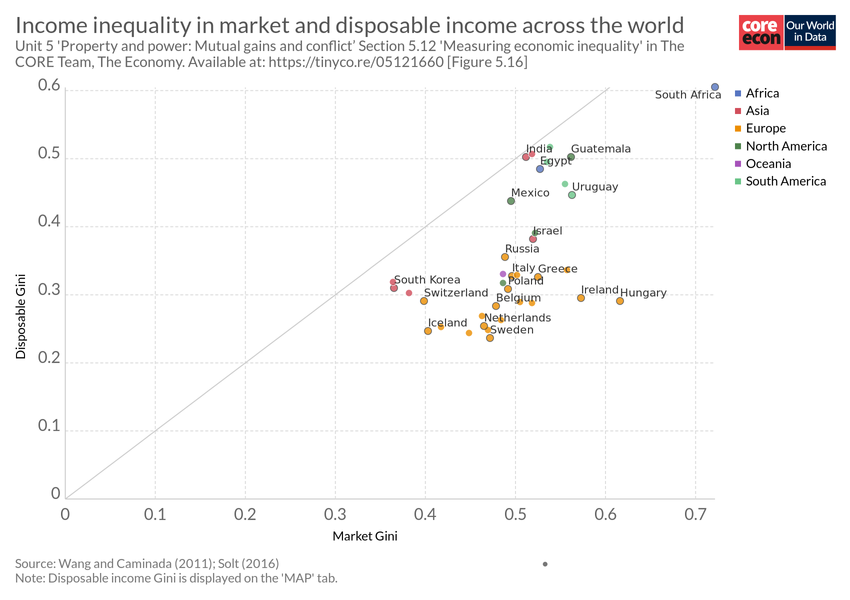 Income inequality in market and disposable income across the world
Unit 5 'Property and power: Mutual gains and conflict' Section 5.12 'Measuring economic inequality' in The
CORE Team, The Economy. Available at: https://tinyco.re/05121660 [Figure 5.16]
core
econ
Our World
in Data
0.6
South Africa
Africa
Asia
Europe
North America
Oceania
South America
0.5
India
Guatemala
Egypt
Mexico
Uruguay
0.4
Israel
Russia
Italy
Greece
South Korea
Poland
0.3
Switzerland
Belgium
Ireland
Hungary
Iceland
Netherlands
Sweden
0.2
0.1
0
Disposable Gini
0
0.1
0.2
0.3
0.4
0.5
0.6
0.7
Market Gini
Source: Wang and Caminada (2011); Solt (2016)
Note: Disposable income Gini is displayed on the 'MAP' tab.